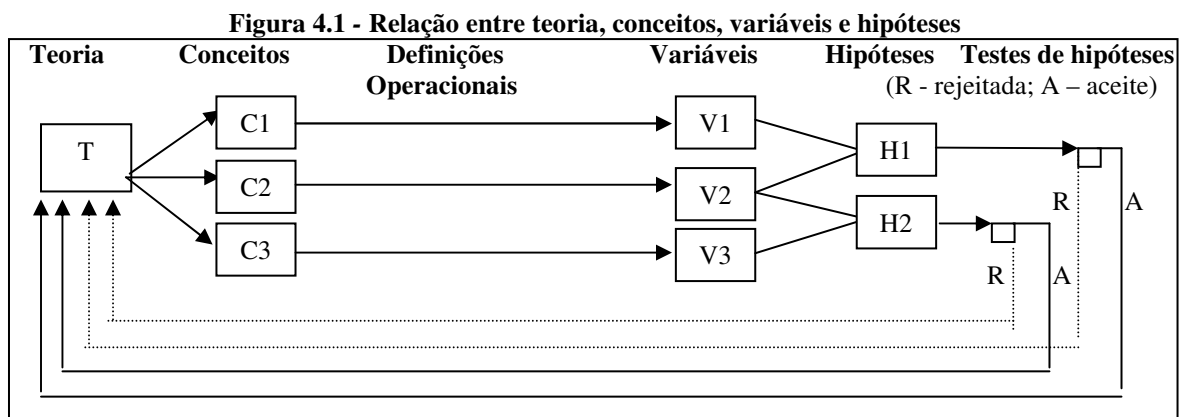 Figura 4.1 - Relação entre teoria, conceitos, variáveis e hipóteses
Teoria Conceitos Definições Variáveis Hipóteses Testes de hipóteses
Operacionais (R - rejeitada; A – aceite)
C1 V1
T H1
C2 V2
R A
H2
C3 V3
R A